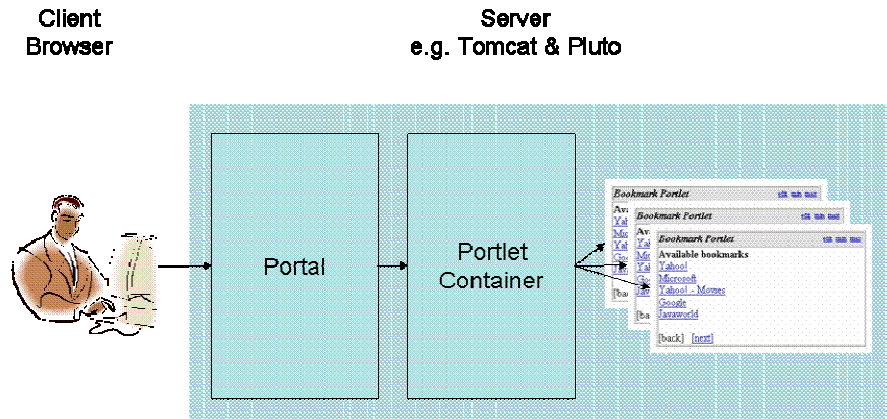 Client
Browser
Server
e.g. Tomcat & Pluto
Portal
Portlet
Container
Bookmark Portlet
Bookmark Portlet
Bookmark Portlet
Available bookmarks
Yahoo!
Microsoft
Yahoo! - Movies
Google
Javaworld
[back] [next]